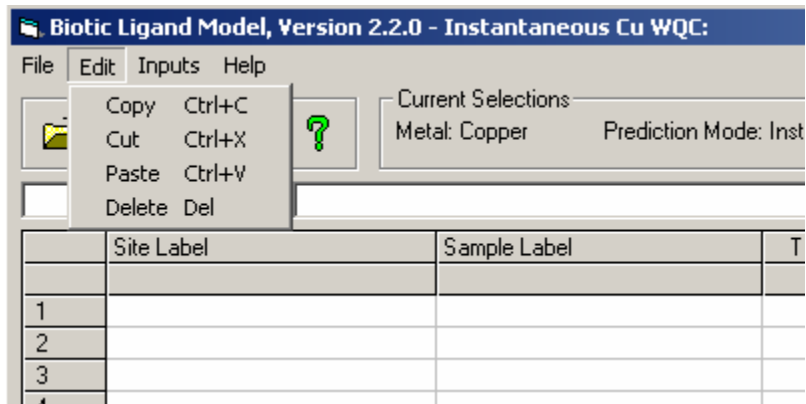 Biotic Ligand Model, Version 2.2.0 - Instantaneous Cu WQC:
File Edit Inputs Help
Copy Ctrl+C
Cut Ctrl+X
Paste Ctrl+V
Delete Del
?
Current Selections
Metal: Copper Prediction Mode: Inst
Site Label Sample Label T
1
2
3